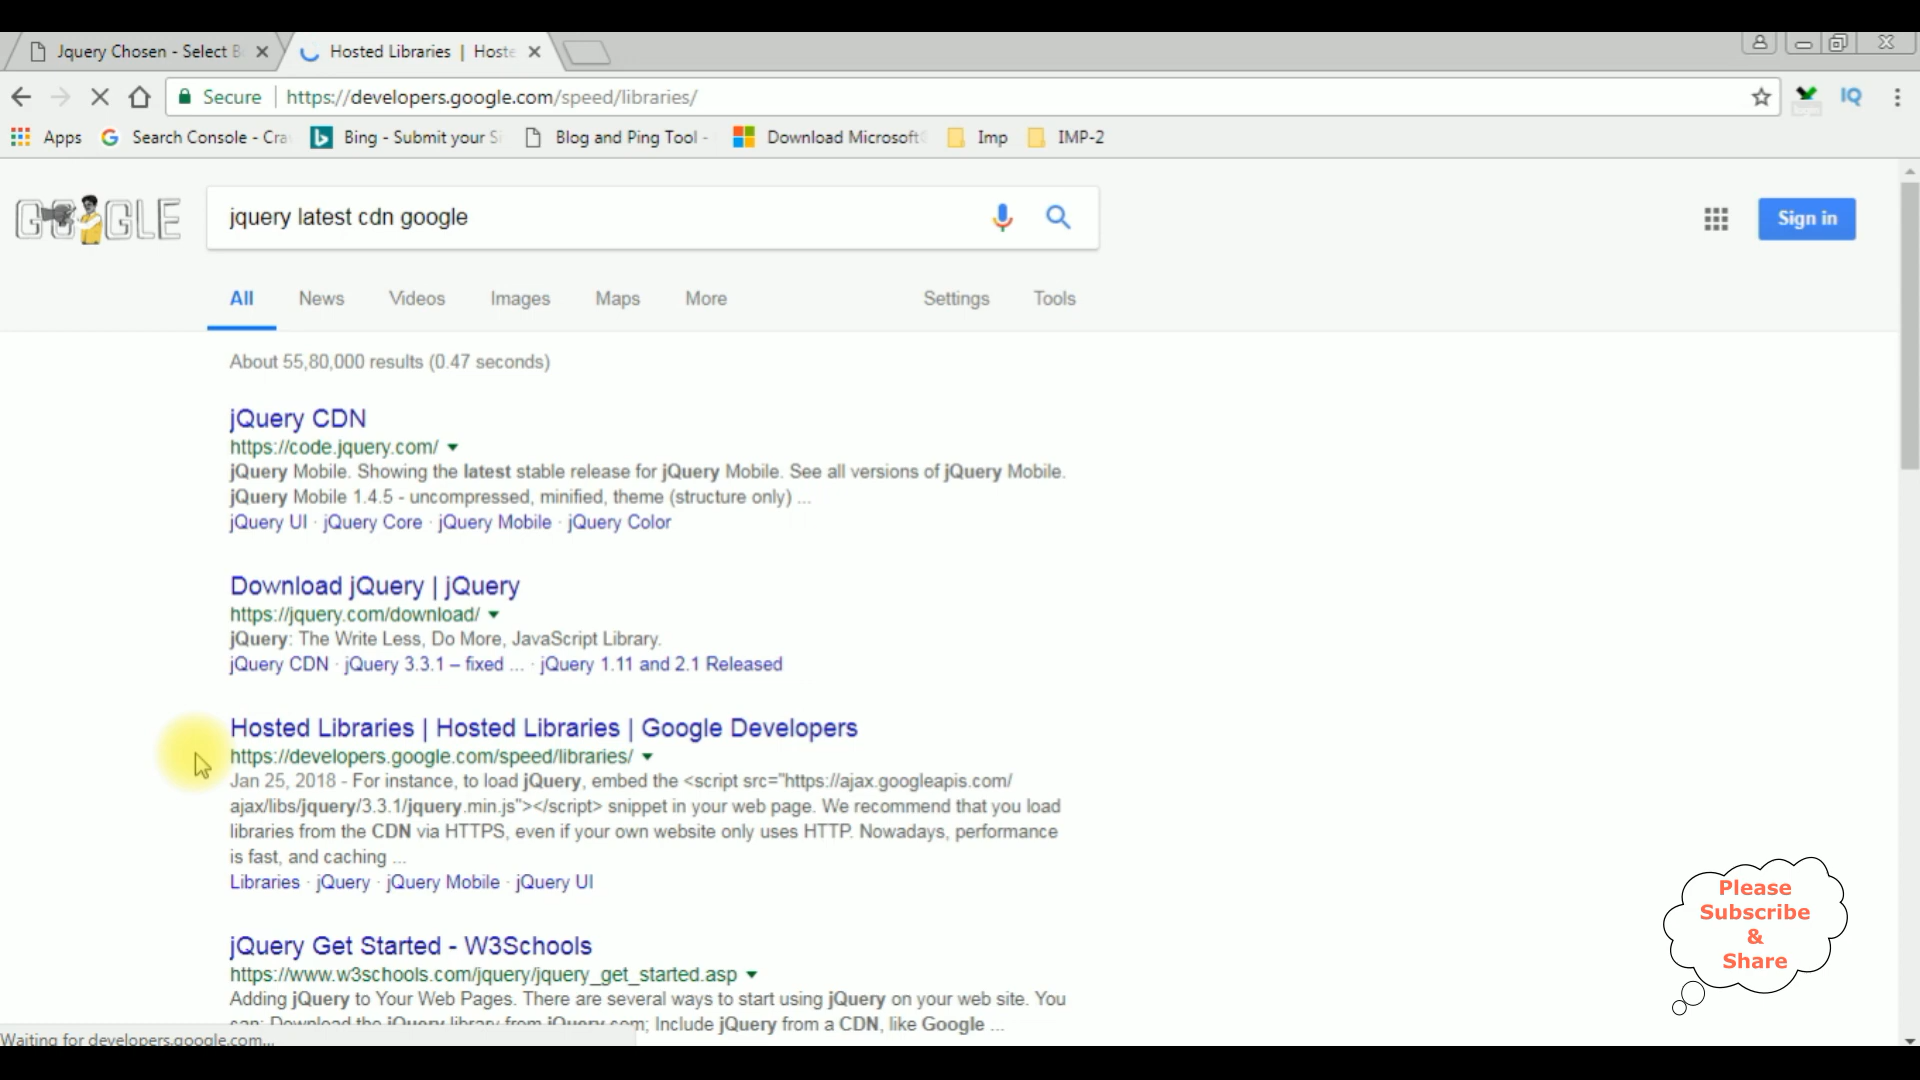 Jquery Chosen - Select B
Hosted Libraries | Hoste
Secure
https://developers.google.com/speed/libraries/
IQ
Apps
Search Console - Cra
Bing - Submit your Si
Blog and Ping Tool -
Download Microsoft
Imp
IMP-2
GOOGLE
jquery latest cdn google
Sign in
All
News
Videos
Images
Maps
More
Settings
Tools
About 55,80,000 results (0.47 seconds)
jQuery CDN
https://code.jquery.com/
jQuery Mobile. Showing the latest stable release for jQuery Mobile. See all versions of jQuery Mobile.
jQuery Mobile 1.4.5 - uncompressed, minified, theme (structure only) ...
jQuery UI · jQuery Core · jQuery Mobile · jQuery Color
Download jQuery | jQuery
https://jquery.com/download/
jQuery: The Write Less, Do More, JavaScript Library.
jQuery CDN · jQuery 3.3.1 – fixed ... · jQuery 1.11 and 2.1 Released
Hosted Libraries | Hosted Libraries | Google Developers
https://developers.google.com/speed/libraries/
Jan 25, 2018 - For instance, to load jQuery, embed the <script src="https://ajax.googleapis.com/
ajax/libs/jquery/3.3.1/jquery.min.js"></script> snippet in your web page. We recommend that you load
libraries from the CDN via HTTPS, even if your own website only uses HTTP. Nowadays, performance
is fast, and caching ...
Libraries · jQuery · jQuery Mobile · jQuery UI
jQuery Get Started - W3Schools
https://www.w3schools.com/jquery/jquery_get_started.asp
Adding jQuery to Your Web Pages. There are several ways to start using jQuery on your web site. You
can: Download the jQuery library from jQuery.com; Include jQuery from a CDN, like Google ...
Waiting for developers.google.com...
Please
Subscribe
&
Share